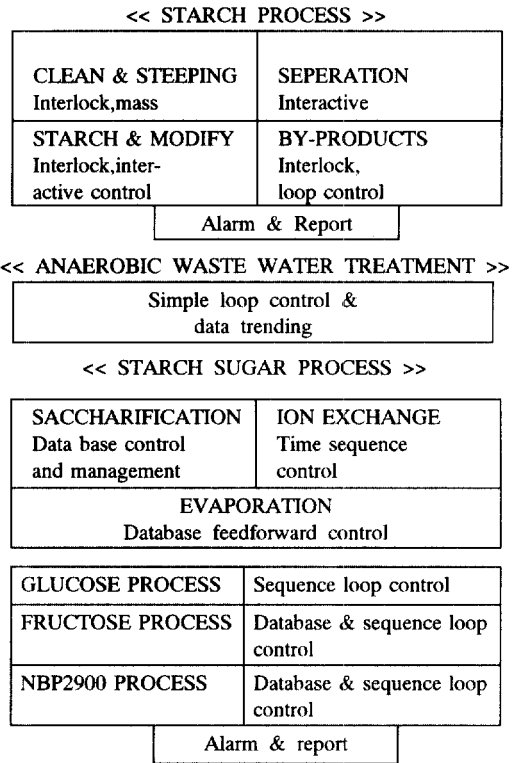 << STARCH PROCESS >>
CLEAN & STEEPING
Interlock,mass
SEPERATION
Interactive
STARCH & MODIFY
Interlock,inter-
active control
BY-PRODUCTS
Interlock,
loop control
Alarm & Report
<< ANAEROBIC WASTE WATER TREATMENT >>
Simple loop control &
data trending
<< STARCH SUGAR PROCESS >>
SACCHARIFICATION
Data base control
and management
ION EXCHANGE
Time sequence
control
EVAPORATION
Database feedforward control
GLUCOSE PROCESS
Sequence loop control
FRUCTOSE PROCESS
Database & sequence loop
control
NBP2900 PROCESS
Database & sequence loop
control
Alarm & report